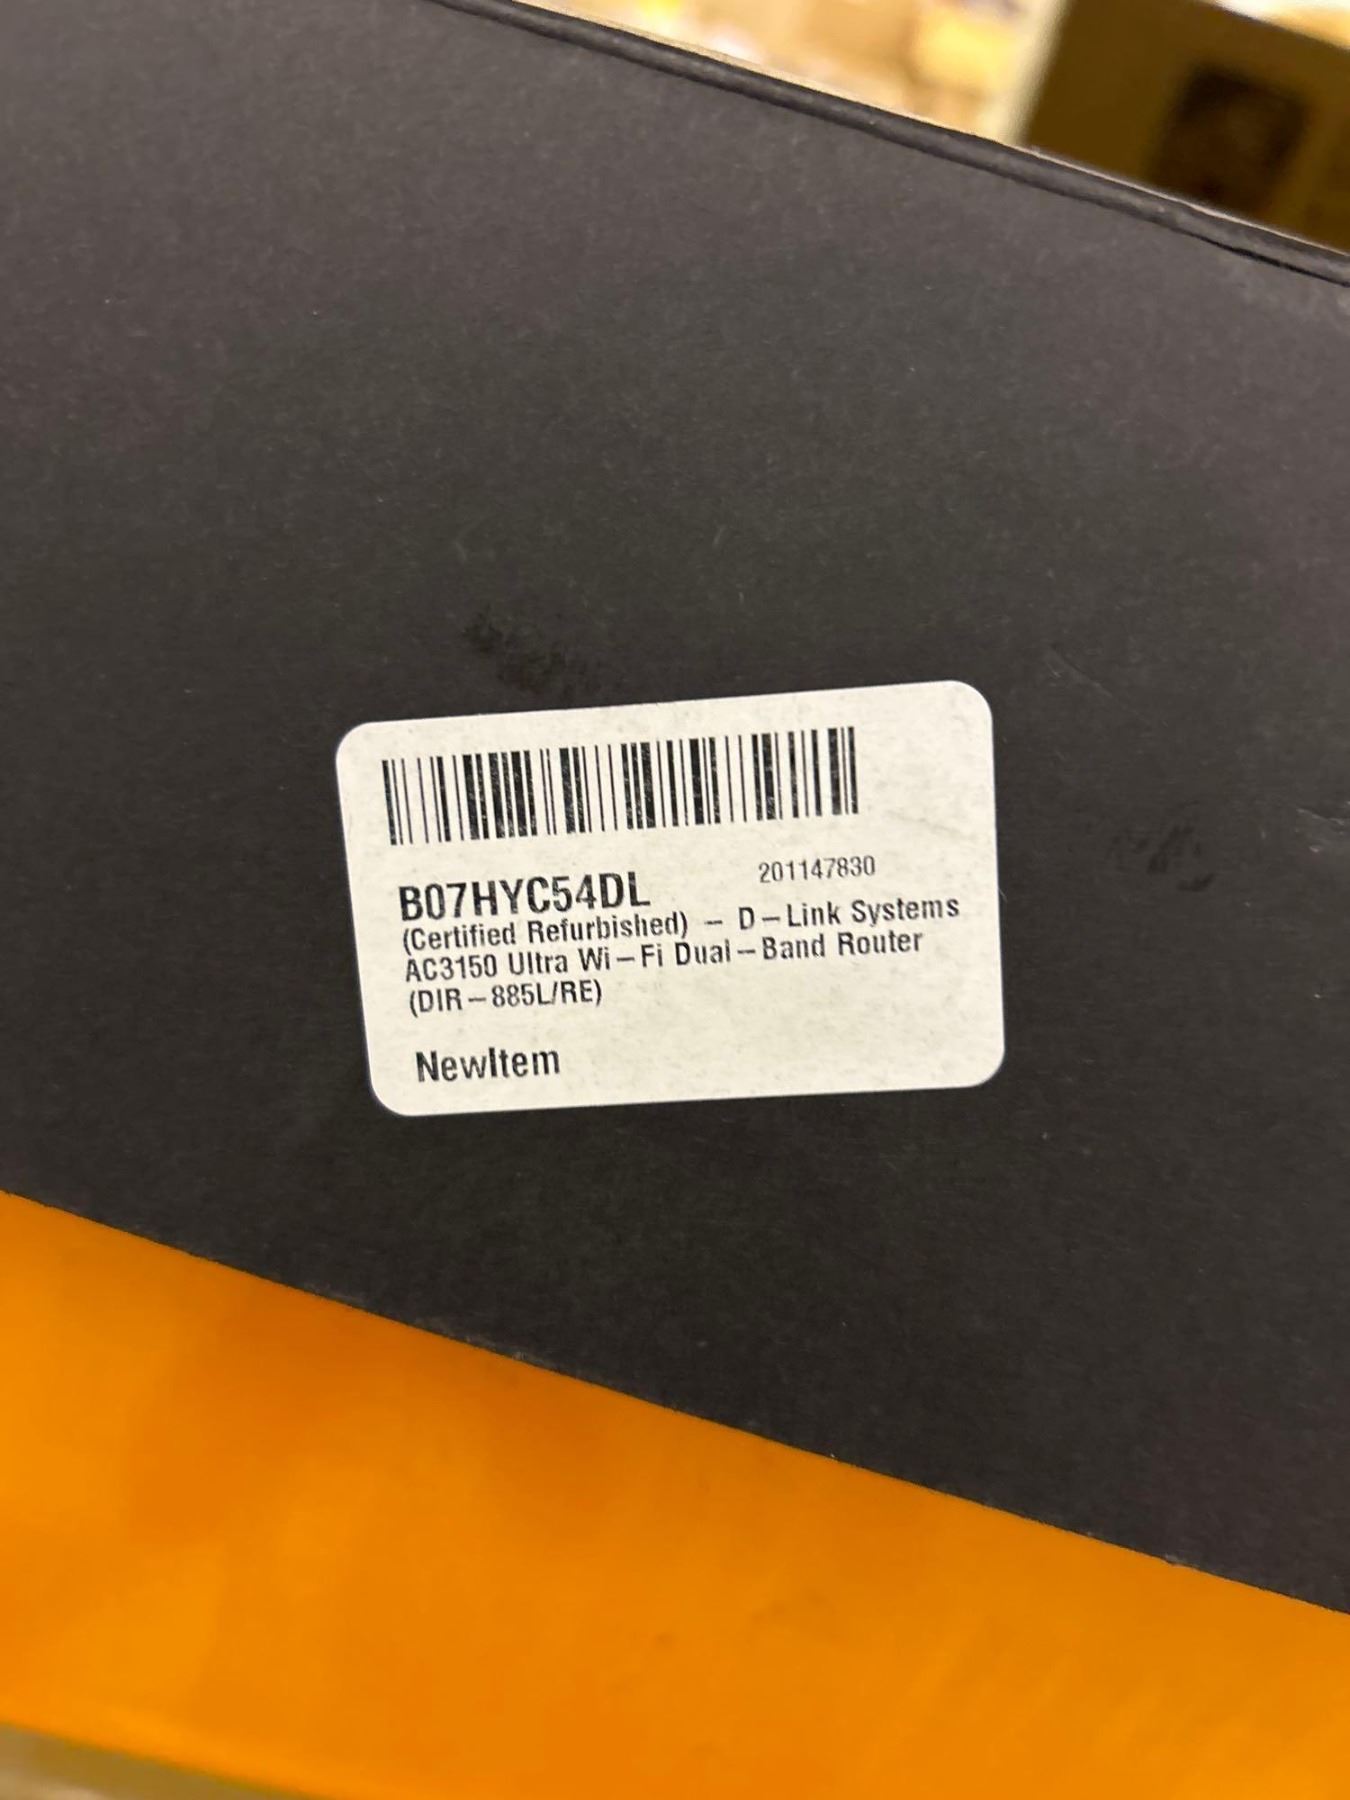 B07HYC54DL 201147830
(Certified Refurbished) – D–Link Systems
AC3150 Ultra Wi–Fi Dual–Band Router
(DIR–885L/RE)
NewItem